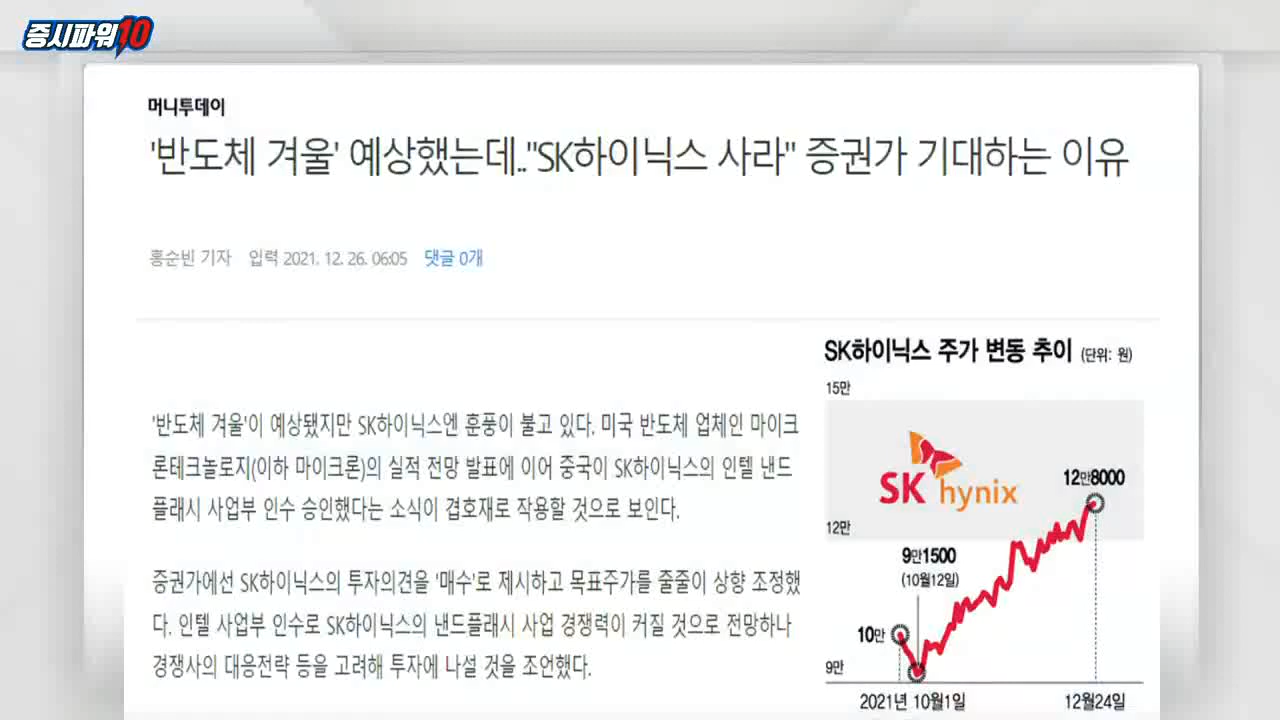 증시파워10
머니투데이
'반도체 겨울' 예상했는데.."SK하이닉스 사라" 증권가 기대하는 이유
홍순빈 기자 입력 2021. 12. 26. 06:05 댓글 0개
'반도체 겨울'이 예상됐지만 SK하이닉스엔 훈풍이 불고 있다. 미국 반도체 업체인 마이크
론테크놀로지(이하 마이크론)의 실적 전망 발표에 이어 중국이 SK하이닉스의 인텔 낸드
플래시 사업부 인수 승인했다는 소식이 겹호재로 작용할 것으로 보인다.
증권가에선 SK하이닉스의 투자의견을 '매수'로 제시하고 목표주가를 줄줄이 상향 조정했
다. 인텔 사업부 인수로 SK하이닉스의 낸드플래시 사업 경쟁력이 커질 것으로 전망하나
경쟁사의 대응전략 등을 고려해 투자에 나설 것을 조언했다.
SK하이닉스 주가 변동 추이 (단위: 원)
15만
SK hynix
12만8000
12만
9만1500
(10월12일)
10만
9만
2021년 10월1일 12월24일